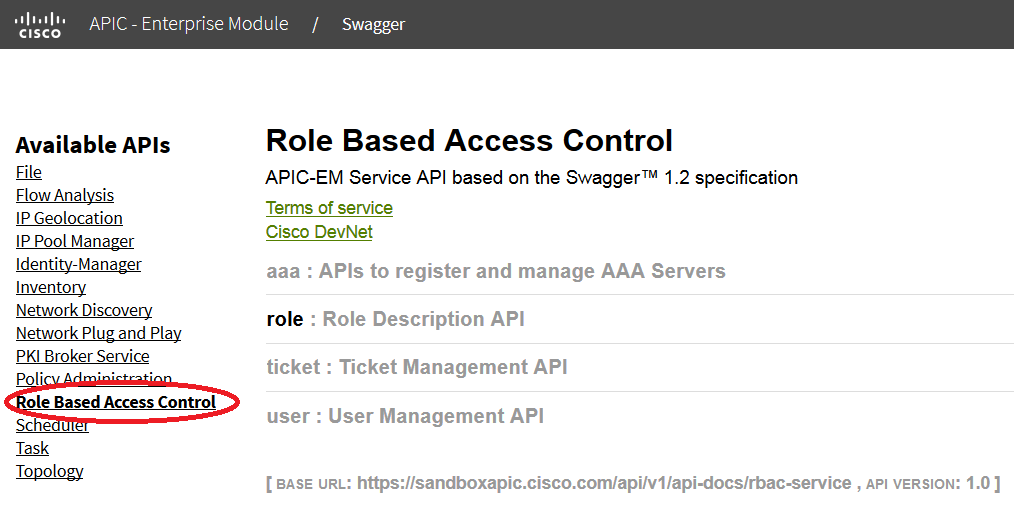 CISCO
APIC - Enterprise Module / Swagger
Available APIs
File
Flow Analysis
IP Geolocation
IP Pool Manager
Identity-Manager
Inventory
Network Discovery
Network Plug and Play
PKI Broker Service
Policy Administration
Role Based Access Control
Scheduler
Task
Topology
Role Based Access Control
APIC-EM Service API based on the Swagger™ 1.2 specification
Terms of service
Cisco DevNet
aaa : APIs to register and manage AAA Servers
role : Role Description API
ticket : Ticket Management API
user : User Management API
[ BASE URL: https://sandboxapic.cisco.com/api/v1/api-docs/rbac-service , API VERSION: 1.0 ]